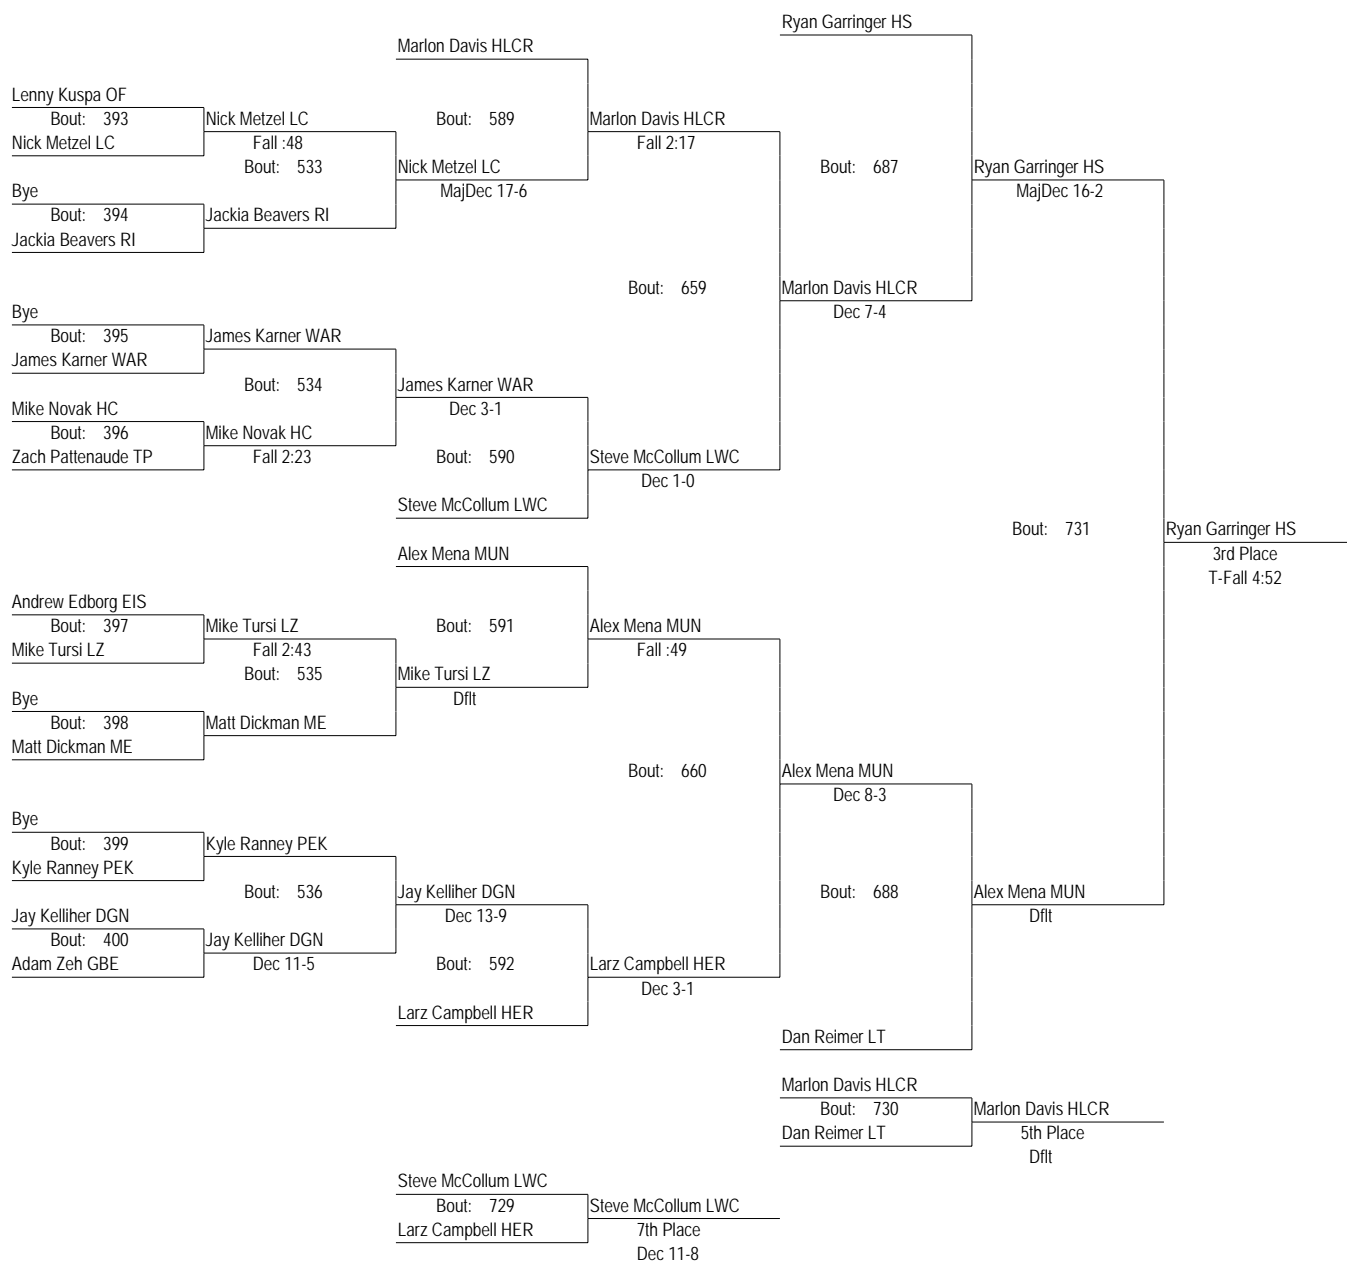 Ryan Garringer HS
Marlon Davis HLCR
Lenny Kuspa OF
Bout: 393
Nick Metzel LC
Nick Metzel LC
Fall :48
Bout: 533
Bout: 589
Marlon Davis HLCR
Fall 2:17
Nick Metzel LC
MajDec 17-6
Bout: 687
Ryan Garringer HS
MajDec 16-2
Bye
Bout: 394
Jackia Beavers RI
Jackia Beavers RI
Bout: 659
Marlon Davis HLCR
Dec 7-4
Bye
Bout: 395
James Karner WAR
James Karner WAR
Bout: 534
James Karner WAR
Dec 3-1
Mike Novak HC
Bout: 396
Mike Novak HC
Zach Pattenaude TP
Fall 2:23
Bout: 590
Steve McCollum LWC
Dec 1-0
Steve McCollum LWC
Bout: 731
Ryan Garringer HS
3rd Place
T-Fall 4:52
Alex Mena MUN
Andrew Edborg EIS
Bout: 397
Mike Tursi LZ
Mike Tursi LZ
Fall 2:43
Bout: 535
Bout: 591
Alex Mena MUN
Fall :49
Mike Tursi LZ
Dflt
Bye
Bout: 398
Matt Dickman ME
Matt Dickman ME
Bout: 660
Alex Mena MUN
Dec 8-3
Bye
Bout: 399
Kyle Ranney PEK
Kyle Ranney PEK
Bout: 536
Jay Kelliher DGN
Dec 13-9
Bout: 688
Alex Mena MUN
Dflt
Jay Kelliher DGN
Bout: 400
Jay Kelliher DGN
Adam Zeh GBE
Dec 11-5
Bout: 592
Larz Campbell HER
Dec 3-1
Larz Campbell HER
Dan Reimer LT
Marlon Davis HLCR
Bout: 730
Marlon Davis HLCR
Dan Reimer LT
5th Place
Dflt
Steve McCollum LWC
Bout: 729
Steve McCollum LWC
Larz Campbell HER
7th Place
Dec 11-8